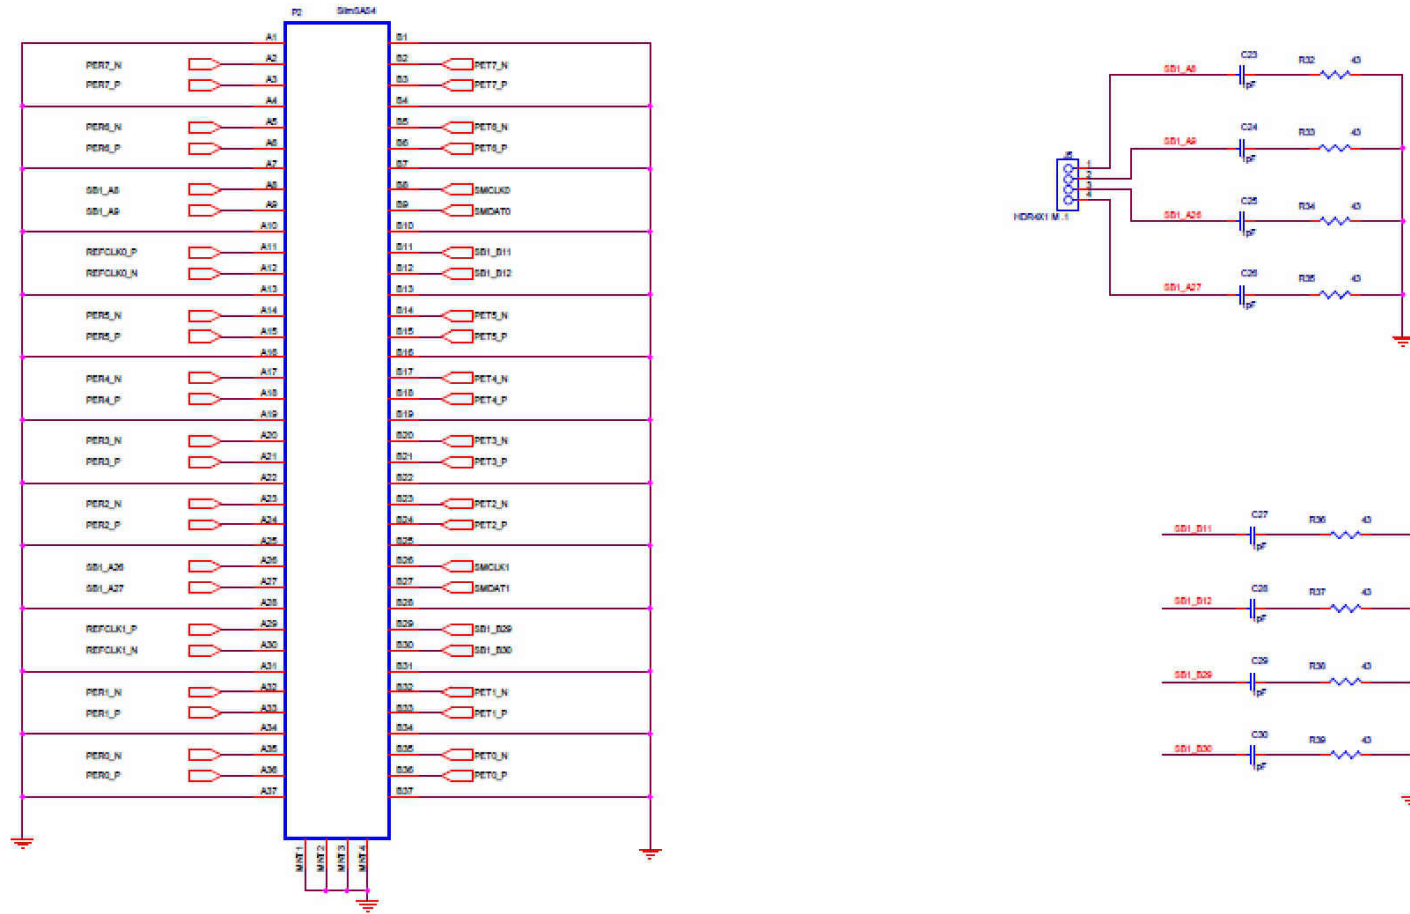 P2 SlimSAS4
A1 B1
PER7_N A2 B2 PET7_N
PER7_P A3 B3 PET7_P
A4 B4
PER6_N A5 B5 PET6_N
PER6_P A6 B6 PET6_P
A7 B7
SB1_A8 A8 B8 SMCLK0
SB1_A9 A9 B9 SMDAT0
A10 B10
REFCLK0_P A11 B11 SB1_B11
REFCLK0_N A12 B12 SB1_B12
A13 B13
PER5_N A14 B14 PET5_N
PER5_P A15 B15 PET5_P
A16 B16
PER4_N A17 B17 PET4_N
PER4_P A18 B18 PET4_P
A19 B19
PER3_N A20 B20 PET3_N
PER3_P A21 B21 PET3_P
A22 B22
PER2_N A23 B23 PET2_N
PER2_P A24 B24 PET2_P
A25 B25
SB1_A26 A26 B26 SMCLK1
SB1_A27 A27 B27 SMDAT1
A28 B28
REFCLK1_P A29 B29 SB1_B29
REFCLK1_N A30 B30 SB1_B30
A31 B31
PER1_N A32 B32 PET1_N
PER1_P A33 B33 PET1_P
A34 B34
PER0_N A35 B35 PET0_N
PER0_P A36 B36 PET0_P
A37 B37
MNT1 MNT2 MNT3 MNT4
C23 R32 43
SB1_A8
1pF
C24 R33 43
SB1_A9
1pF
J5
1
2
3
4
C25 R34 43
HDR4X1 M .1 SB1_A26
1pF
C26 R35 43
SB1_A27
1pF
C27 R36 43
SB1_B11
1pF
C28 R37 43
SB1_B12
1pF
C29 R38 43
SB1_B29
1pF
C30 R39 43
SB1_B30
1pF